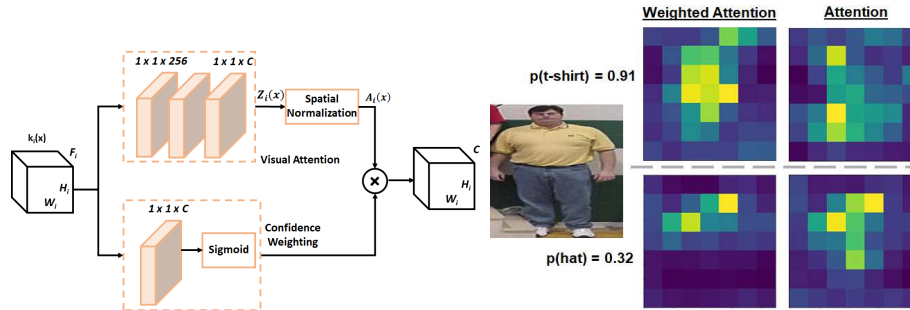 Weighted Attention
Attention
1 x 1 x 256
1 x 1 x C
Z_i(x)
Spatial
Normalization
A_i(x)
Visual Attention
k_i(x)
F_i
H_i
W_i
C
H_i
W_i
1 x 1 x C
Sigmoid
Confidence
Weighting
p(t-shirt) = 0.91
p(hat) = 0.32